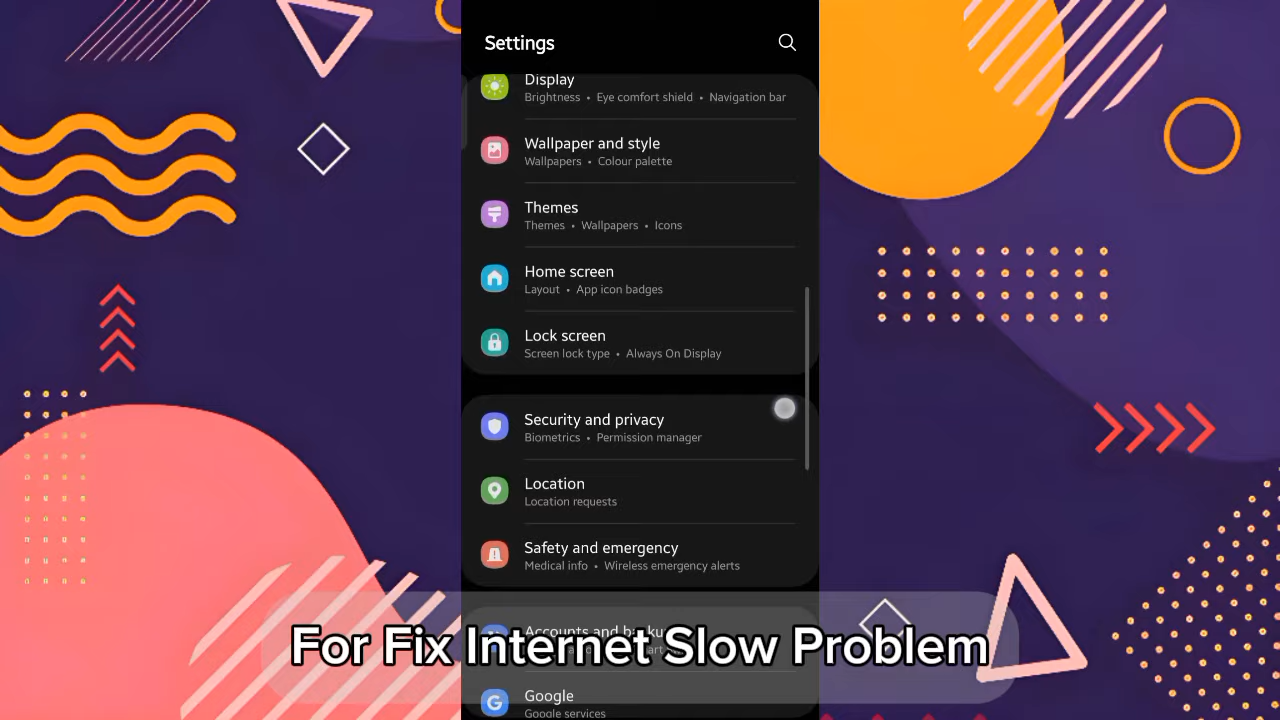 Settings
Display
Brightness • Eye comfort shield • Navigation bar
Wallpaper and style
Wallpapers • Colour palette
Themes
Themes • Wallpapers • Icons
Home screen
Layout • App icon badges
Lock screen
Screen lock type • Always On Display
Security and privacy
Biometrics • Permission manager
Location
Location requests
Safety and emergency
Medical info • Wireless emergency alerts
Accounts and
For Fix Internet Slow Problem
Google
Google services